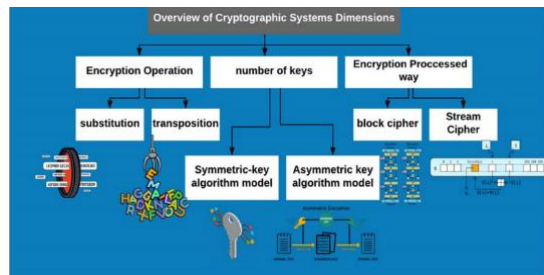 Overview of Cryptographic Systems Dimensions
Encryption Operation
number of keys
Encryption Proccessed
way
substitution
transposition
block cipher
Stream
Cipher
Symmetric-key
algorithm model
Asymmetric key
algorithm model